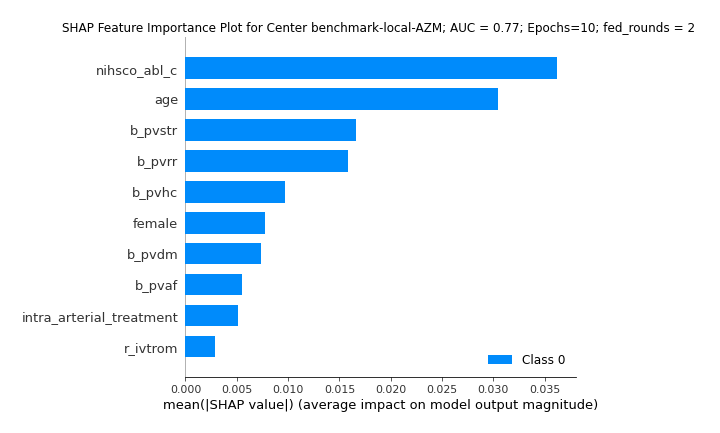 SHAP Feature Importance Plot for Center benchmark-local-AZM; AUC = 0.77; Epochs=10; fed_rounds = 2
nihsco_abl_c
age
b_pvstr
b_pvrr
b_pvhc
female
b_pvdm
b_pvaf
intra_arterial_treatment
r_ivtrom
Class 0
0.000 0.005 0.010 0.015 0.020 0.025 0.030 0.035
mean(|SHAP value|) (average impact on model output magnitude)